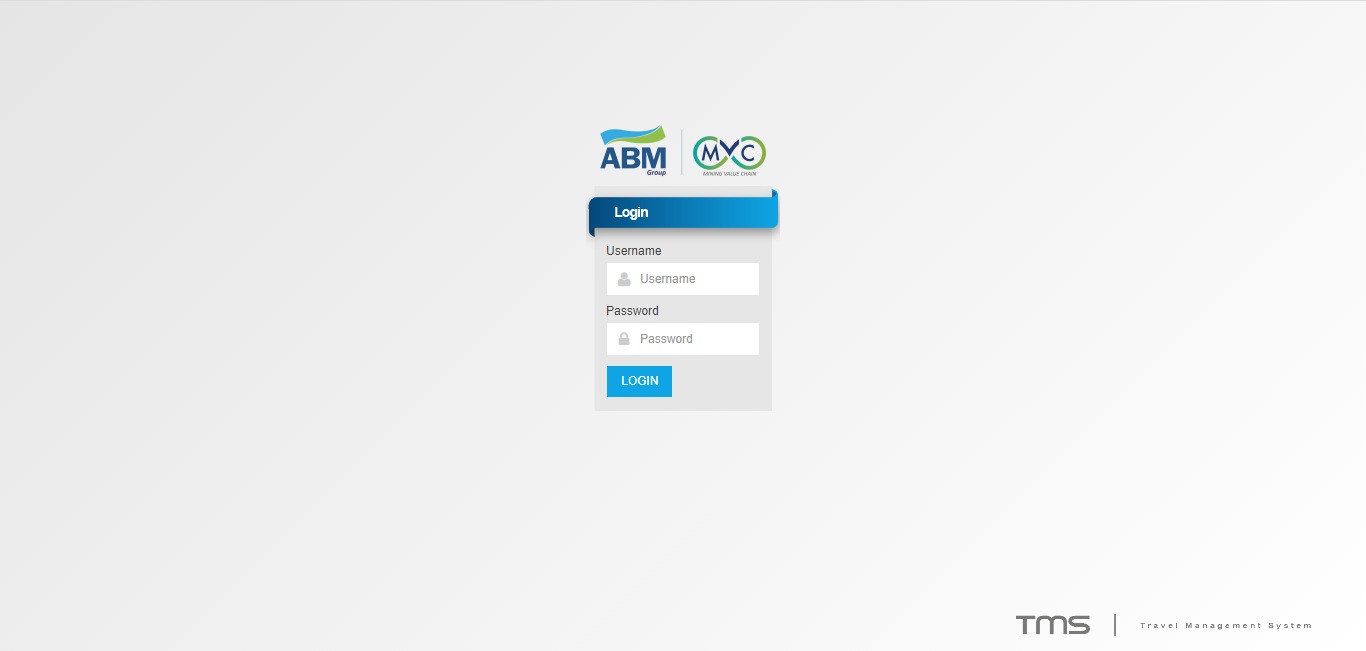 ABM
Group
MVC
MINING VALUE CHAIN
Login
Username
Username
Password
Password
LOGIN
TMS | Travel Management System